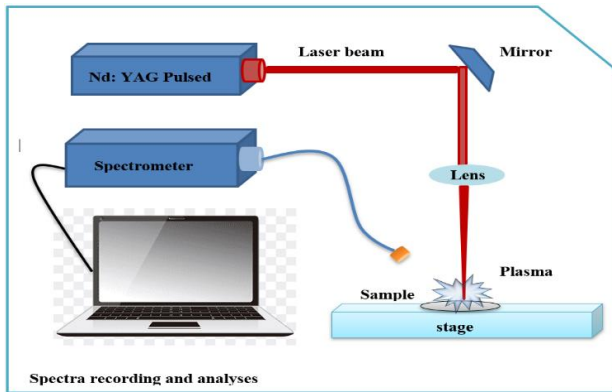 Laser beam
Mirror
Nd: YAG Pulsed
Spectrometer
Lens
Plasma
Sample
stage
Spectra recording and analyses